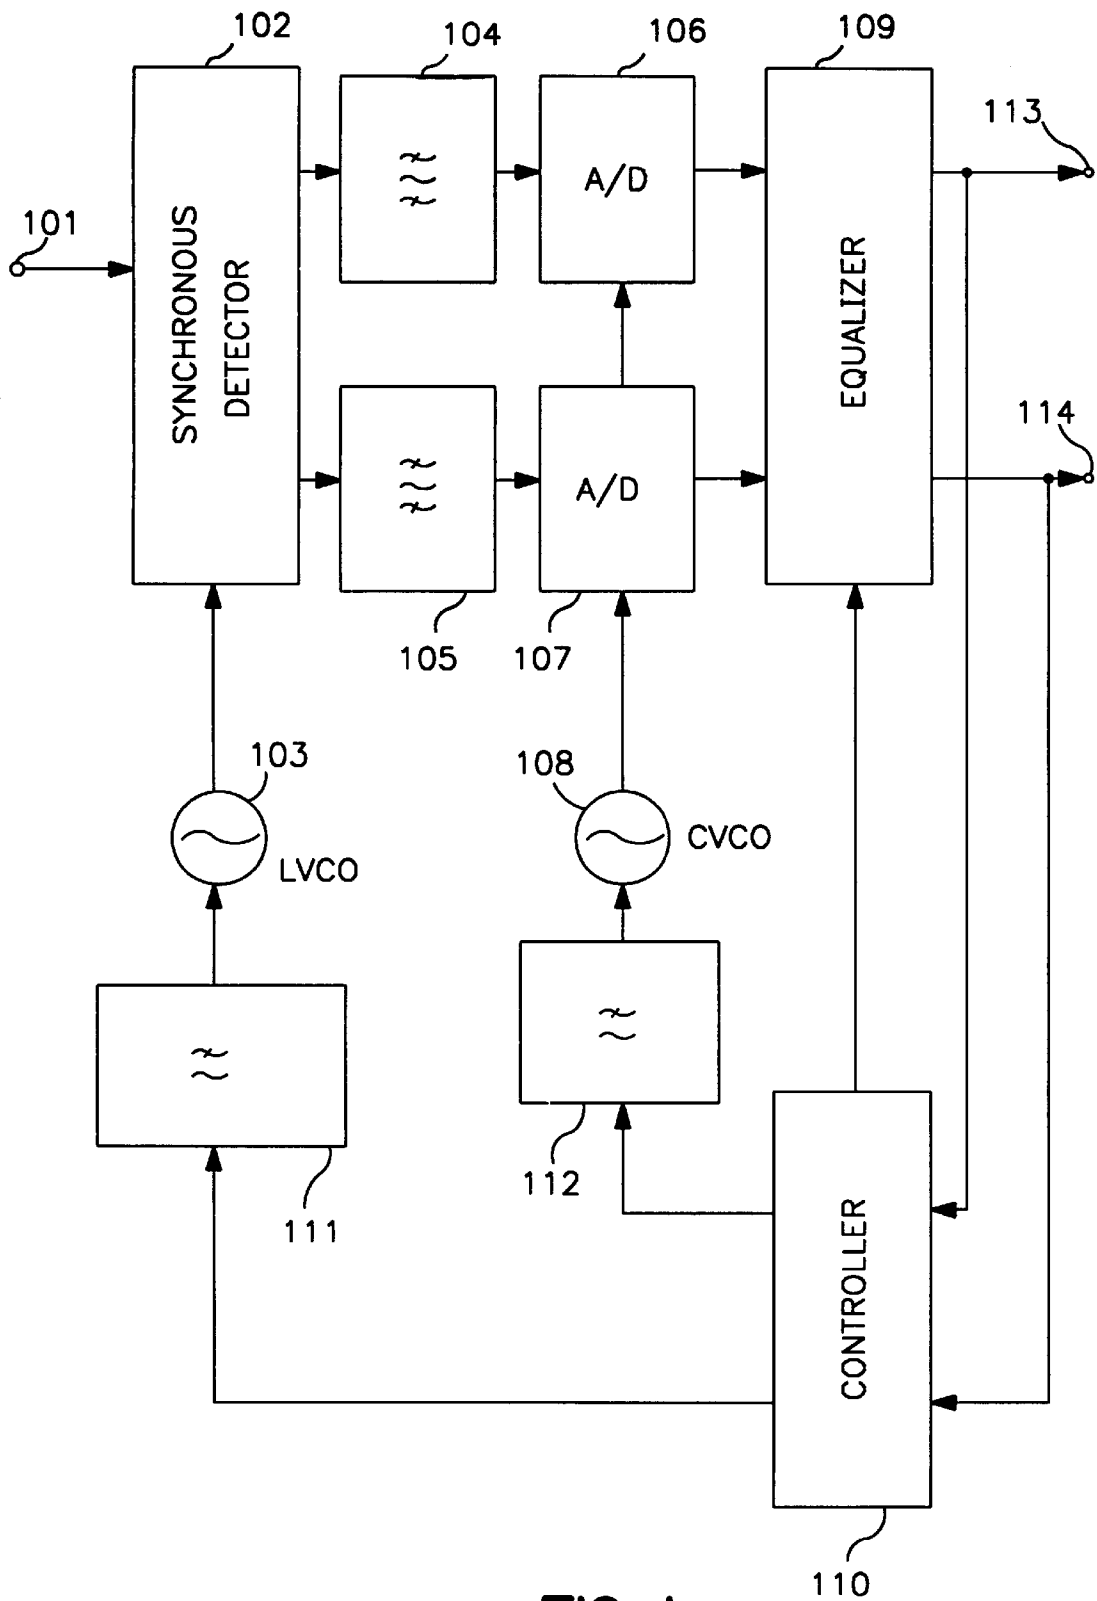 102
104
106
109
113
101
A/D
SYNCHRONOUS
DETECTOR
EQUALIZER
114
A/D
105
107
103
108
LVCO
CVCO
112
111
CONTROLLER
110